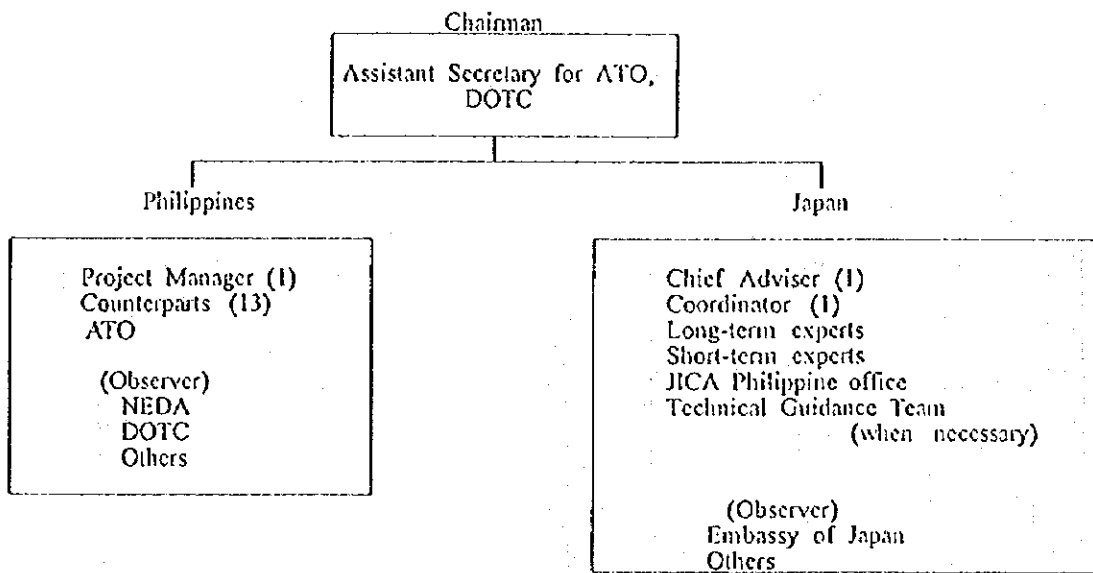 Chairman
Assistant Secretary for ATO,
DOTC
Philippines
Project Manager (1)
Counterparts (13)
ATO
(Observer)
NEDA
DOTC
Others
Japan
Chief Adviser (1)
Coordinator (1)
Long-term experts
Short-term experts
JICA Philippine office
Technical Guidance Team
(when necessary)
(Observer)
Embassy of Japan
Others